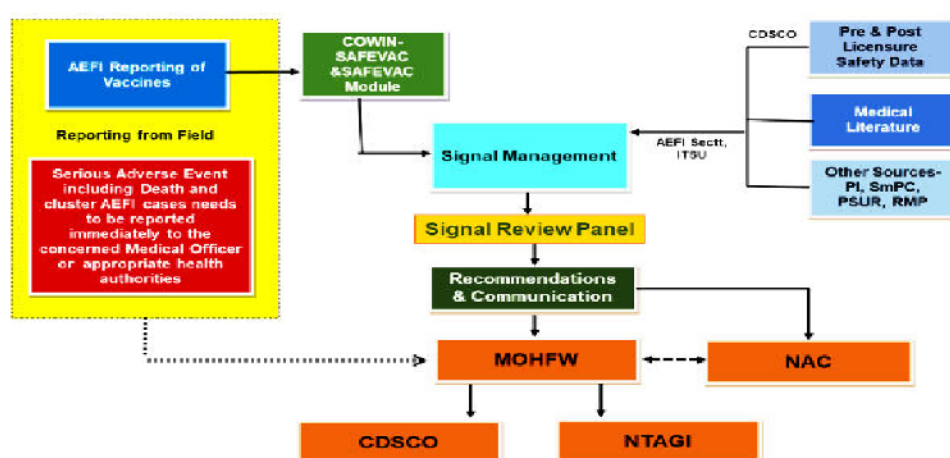 AEFI Reporting of
Vaccines
Reporting from Field
Serious Adverse Event
including Death and
cluster AEFI cases needs
to be reported
immediately to the
concerned Medical Officer
or appropriate health
authorities
COWIN-
SAFEVAC
&SAFEVAC
Module
Signal Management
CDSCO
AEFI Sectt,
ITSU
Pre & Post
Licensure
Safety Data
Medical
Literature
Other Sources-
PI, SmPC,
PSUR, RMP
Signal Review Panel
Recommendations
& Communication
MOHFW
NAC
CDSCO
NTAGI